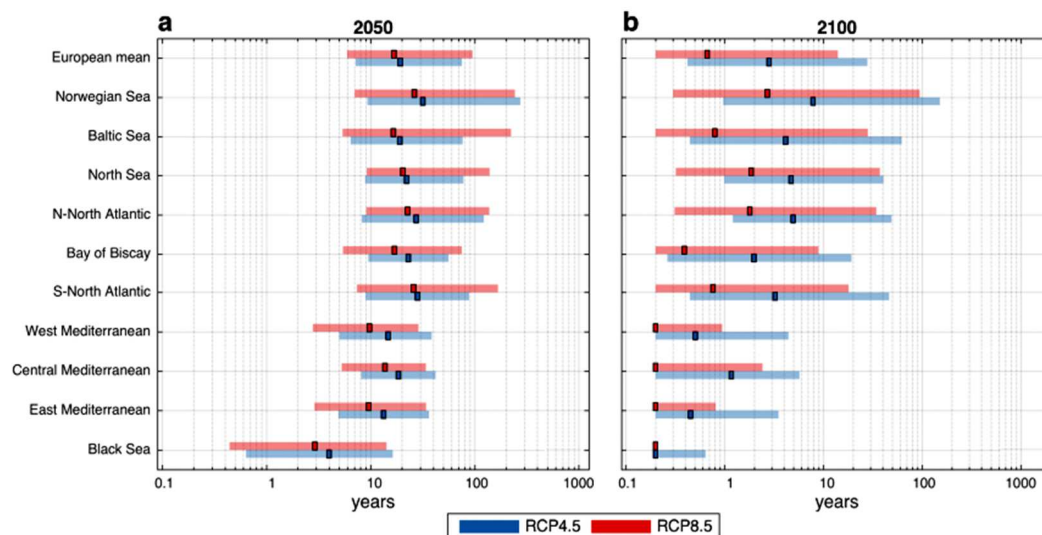 a 2050
b 2100
European mean
Norwegian Sea
Baltic Sea
North Sea
N-North Atlantic
Bay of Biscay
S-North Atlantic
West Mediterranean
Central Mediterranean
East Mediterranean
Black Sea
0.1 1 10 100 1000
0.1 1 10 100 1000
years
years
RCP4.5 RCP8.5